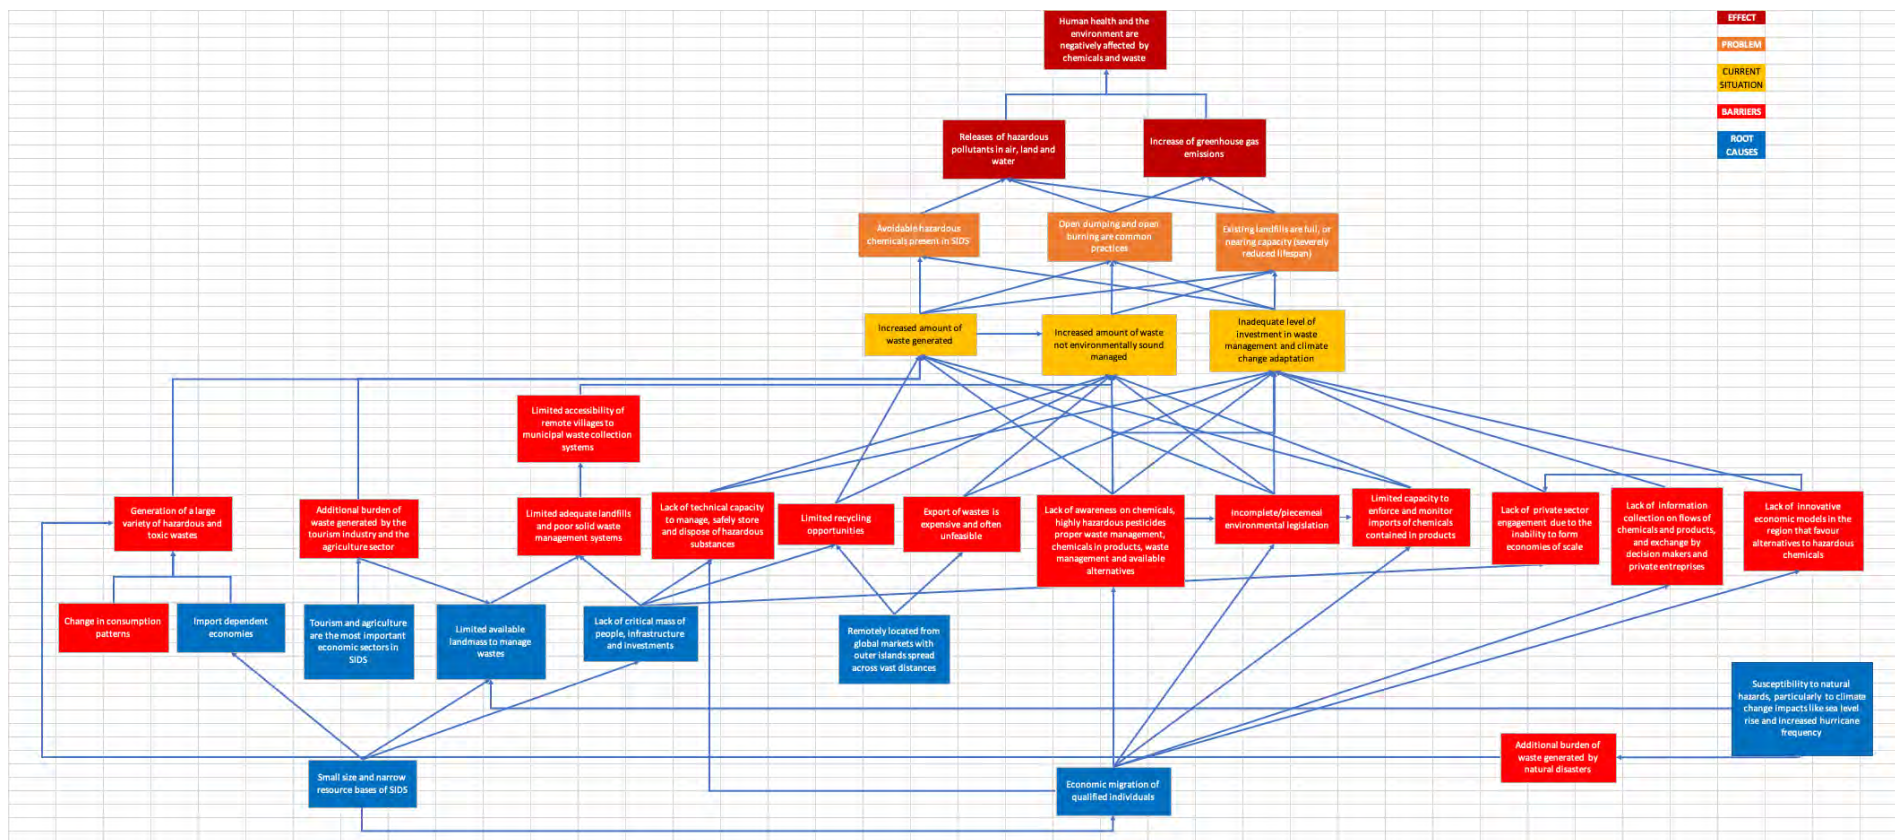 Human health and the
environment are
negatively affected by
chemicals and waste
EFFECT
PROBLEM
CURRENT
SITUATION
BARRIERS
ROOT
CAUSES
Releases of hazardous
pollutants in air, land and
water
Increase of greenhouse gas
emissions
Avoidable hazardous
chemicals present in SIDS
Open dumping and open
burning are common
practices
Existing landfills are full, or
nearing capacity (severely
reduced lifespan)
Increased amount of
waste generated
Increased amount of waste
not environmentally sound
managed
Inadequate level of
investment in waste
management and climate
change adaptation
Limited accessibility of
remote villages to
municipal waste collection
systems
Generation of a large
variety of hazardous and
toxic wastes
Additional burden of
waste generated by the
tourism industry and the
agriculture sector
Limited adequate landfills
and poor solid waste
management systems
Lack of technical capacity
to manage, safely store
and dispose of hazardous
substances
Limited recycling
opportunities
Export of wastes is
expensive and often
unfeasible
Lack of awareness on chemicals,
highly hazardous pesticides
proper waste management,
chemicals in products, waste
management and available
alternatives
Incomplete/piecemeal
environmental legislation
Limited capacity to
enforce and monitor
imports of chemicals
contained in products
Lack of private sector
engagement due to the
inability to form
economies of scale
Lack of information
collection on flows of
chemicals and products,
and exchange by
decision makers and
private entreprises
Lack of innovative
economic models in the
region that favour
alternatives to hazardous
chemicals
Change in consumption
patterns
Import dependent
economies
Tourism and agriculture
are the most important
economic sectors in
SIDS
Limited available
landmass to manage
wastes
Lack of critical mass of
people, infrastructure
and investments
Remotely located from
global markets with
outer islands spread
across vast distances
Susceptibility to natural
hazards, particularly to climate
change impacts like sea level
rise and increased hurricane
frequency
Additional burden of
waste generated by
natural disasters
Small size and narrow
resource bases of SIDS
Economic migration of
qualified individuals